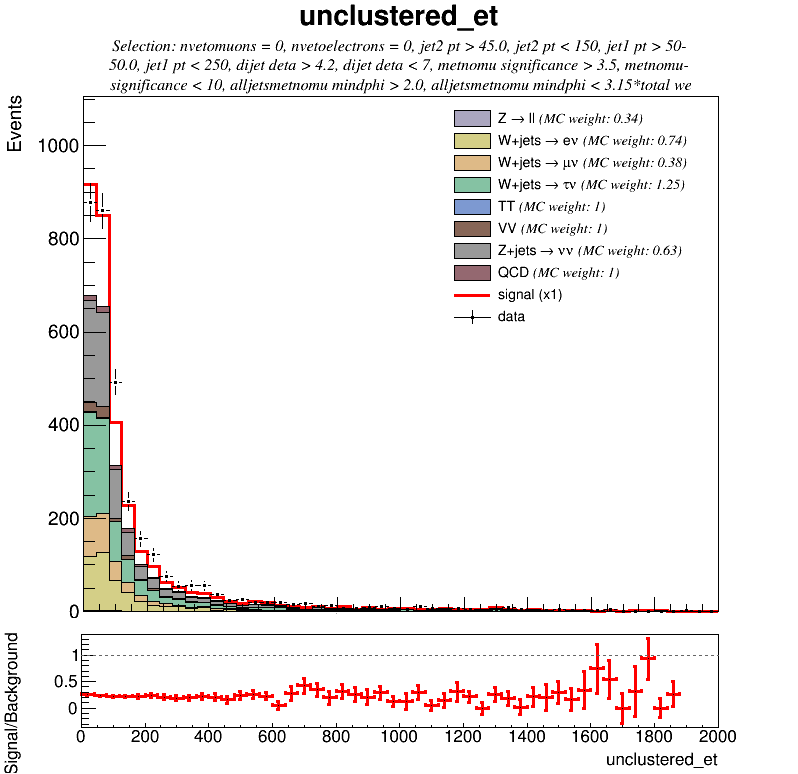 unclustered_et
Selection: nvetomuons = 0, nvetoelectrons = 0, jet2 pt > 45.0, jet2 pt < 150, jet1 pt > 50-
50.0, jet1 pt < 250, dijet deta > 4.2, dijet deta < 7, metnomu significance > 3.5, metnomu-
significance < 10, alljetsmetnomu mindphi > 2.0, alljetsmetnomu mindphi < 3.15*total we
Events
1000
800
600
400
200
0
Z → ll (MC weight: 0.34)
W+jets → eν (MC weight: 0.74)
W+jets → μν (MC weight: 0.38)
W+jets → τν (MC weight: 1.25)
TT (MC weight: 1)
VV (MC weight: 1)
Z+jets → νν (MC weight: 0.63)
QCD (MC weight: 1)
signal (x1)
data
Signal/Background
1
0.5
0
0 200 400 600 800 1000 1200 1400 1600 1800 2000
unclustered_et